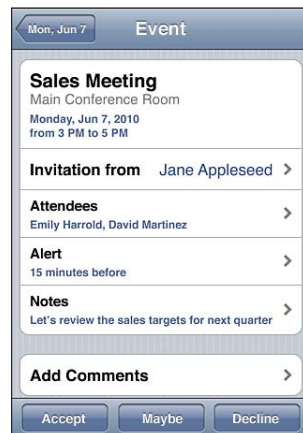 Mon, Jun 7
Event
Sales Meeting
Main Conference Room
Monday, Jun 7, 2010
from 3 PM to 5 PM
Invitation from Jane Appleseed
Attendees
Emily Harrold, David Martinez
Alert
15 minutes before
Notes
Let's review the sales targets for next quarter
Add Comments
Accept
Maybe
Decline